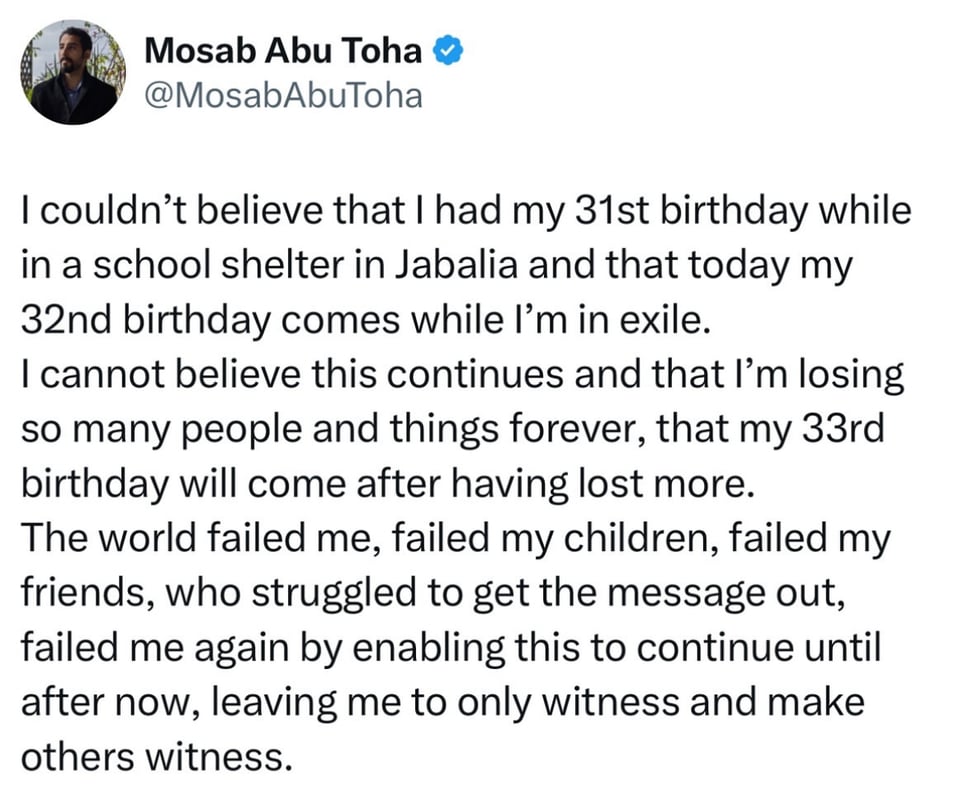 Mosab Abu Toha
@MosabAbuToha
I couldn’t believe that I had my 31st birthday while
in a school shelter in Jabalia and that today my
32nd birthday comes while I’m in exile.
I cannot believe this continues and that I’m losing
so many people and things forever, that my 33rd
birthday will come after having lost more.
The world failed me, failed my children, failed my
friends, who struggled to get the message out,
failed me again by enabling this to continue until
after now, leaving me to only witness and make
others witness.